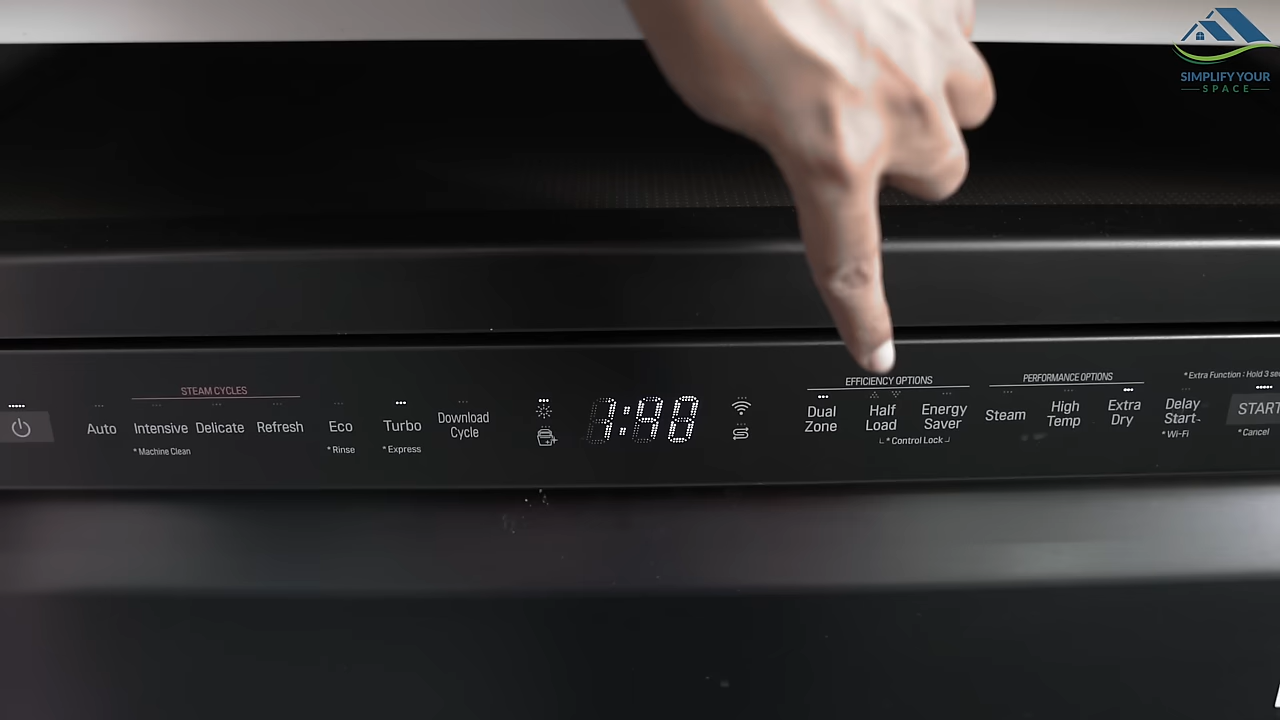 SIMPLIFY YOUR
SPACE
STEAM CYCLES
EFFICIENCY OPTIONS
PERFORMANCE OPTIONS
* Extra Function : Hold 3 sec
Auto
Intensive
* Machine Clean
Delicate
Refresh
Eco
* Rinse
Turbo
* Express
Download
Cycle
Dual
Zone
Half
Load
Energy
Saver
* Control Lock
Steam
High
Temp
Extra
Dry
Delay
Start
* Wi-Fi
START
* Cancel